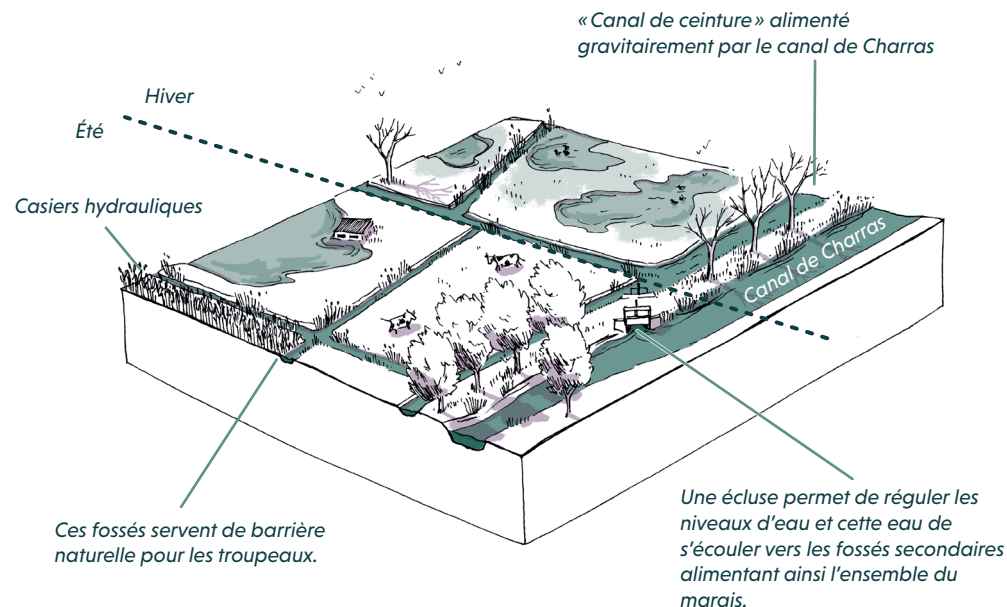 «Canal de ceinture» alimenté
gravitairement par le canal de Charras
Hiver
Été
Casiers hydrauliques
Canal de Charras
Ces fossés servent de barrière
naturelle pour les troupeaux.
Une écluse permet de réguler les
niveaux d'eau et cette eau de
s'écouler vers les fossés secondaires
alimentant ainsi l'ensemble du
marais.